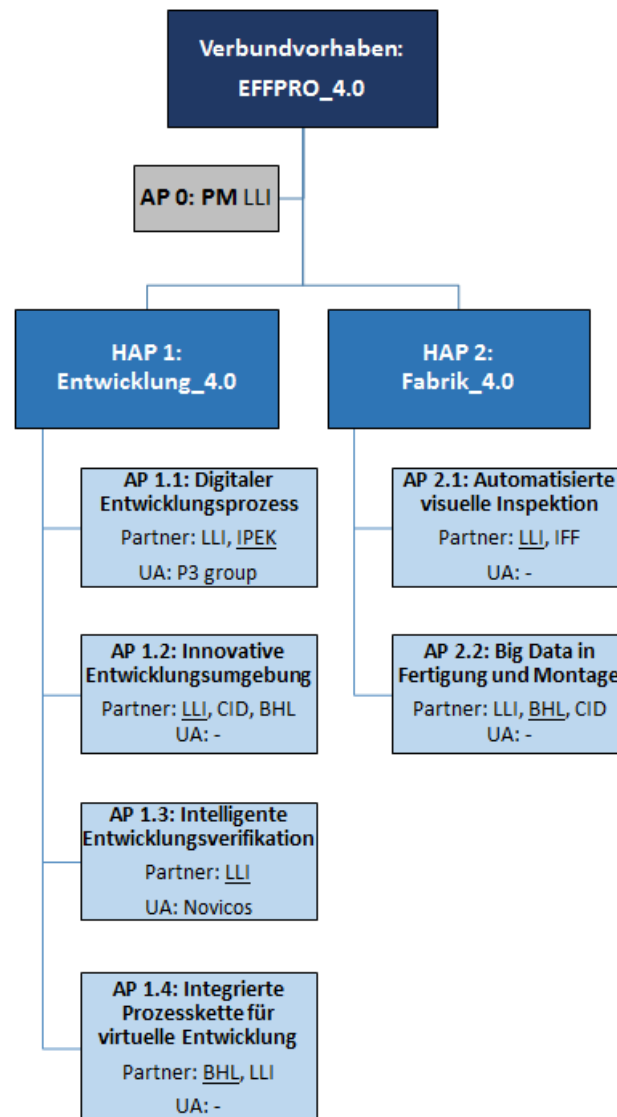 Verbundvorhaben:
EFFPRO_4.0
AP 0: PM LLI
HAP 1:
Entwicklung_4.0
HAP 2:
Fabrik_4.0
AP 1.1: Digitaler
Entwicklungsprozess
Partner: LLI, IPEK
UA: P3 group
AP 1.2: Innovative
Entwicklungsumgebung
Partner: LLI, CID, BHL
UA: -
AP 1.3: Intelligente
Entwicklungsverifikation
Partner: LLI
UA: Novicos
AP 1.4: Integrierte
Prozesskette für
virtuelle Entwicklung
Partner: BHL, LLI
UA: -
AP 2.1: Automatisierte
visuelle Inspektion
Partner: LLI, IFF
UA: -
AP 2.2: Big Data in
Fertigung und Montage
Partner: LLI, BHL, CID
UA: -